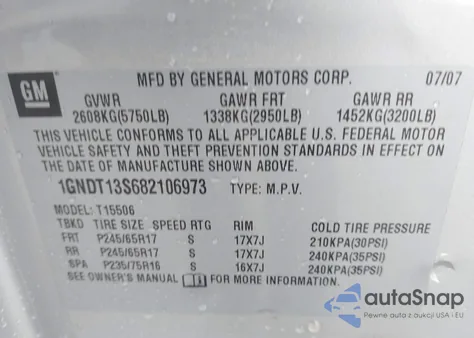 GM
MFD BY GENERAL MOTORS CORP. 07/07
GVWR GAWR FRT GAWR RR
2608KG(5750LB) 1338KG(2950LB) 1452KG(3200LB)
THIS VEHICLE CONFORMS TO ALL APPLICABLE U.S. FEDERAL MOTOR
VEHICLE SAFETY AND THEFT PREVENTION STANDARDS IN EFFECT ON
THE DATE OF MANUFACTURE SHOWN ABOVE.
1GNDT13S682106973 TYPE: M.P.V.
MODEL: T15506
TBKD TIRE SIZE SPEED RTG RIM COLD TIRE PRESSURE
FRT P245/65R17 S 17X7J 210KPA(30PSI)
RR P245/65R17 S 17X7J 240KPA(35PSI)
SPA P235/75R16 S 16X7J 240KPA(35PSI)
SEE OWNER'S MANUAL FOR MORE INFORMATION.
autoSnap
Pewne auta z aukcji USA i EU